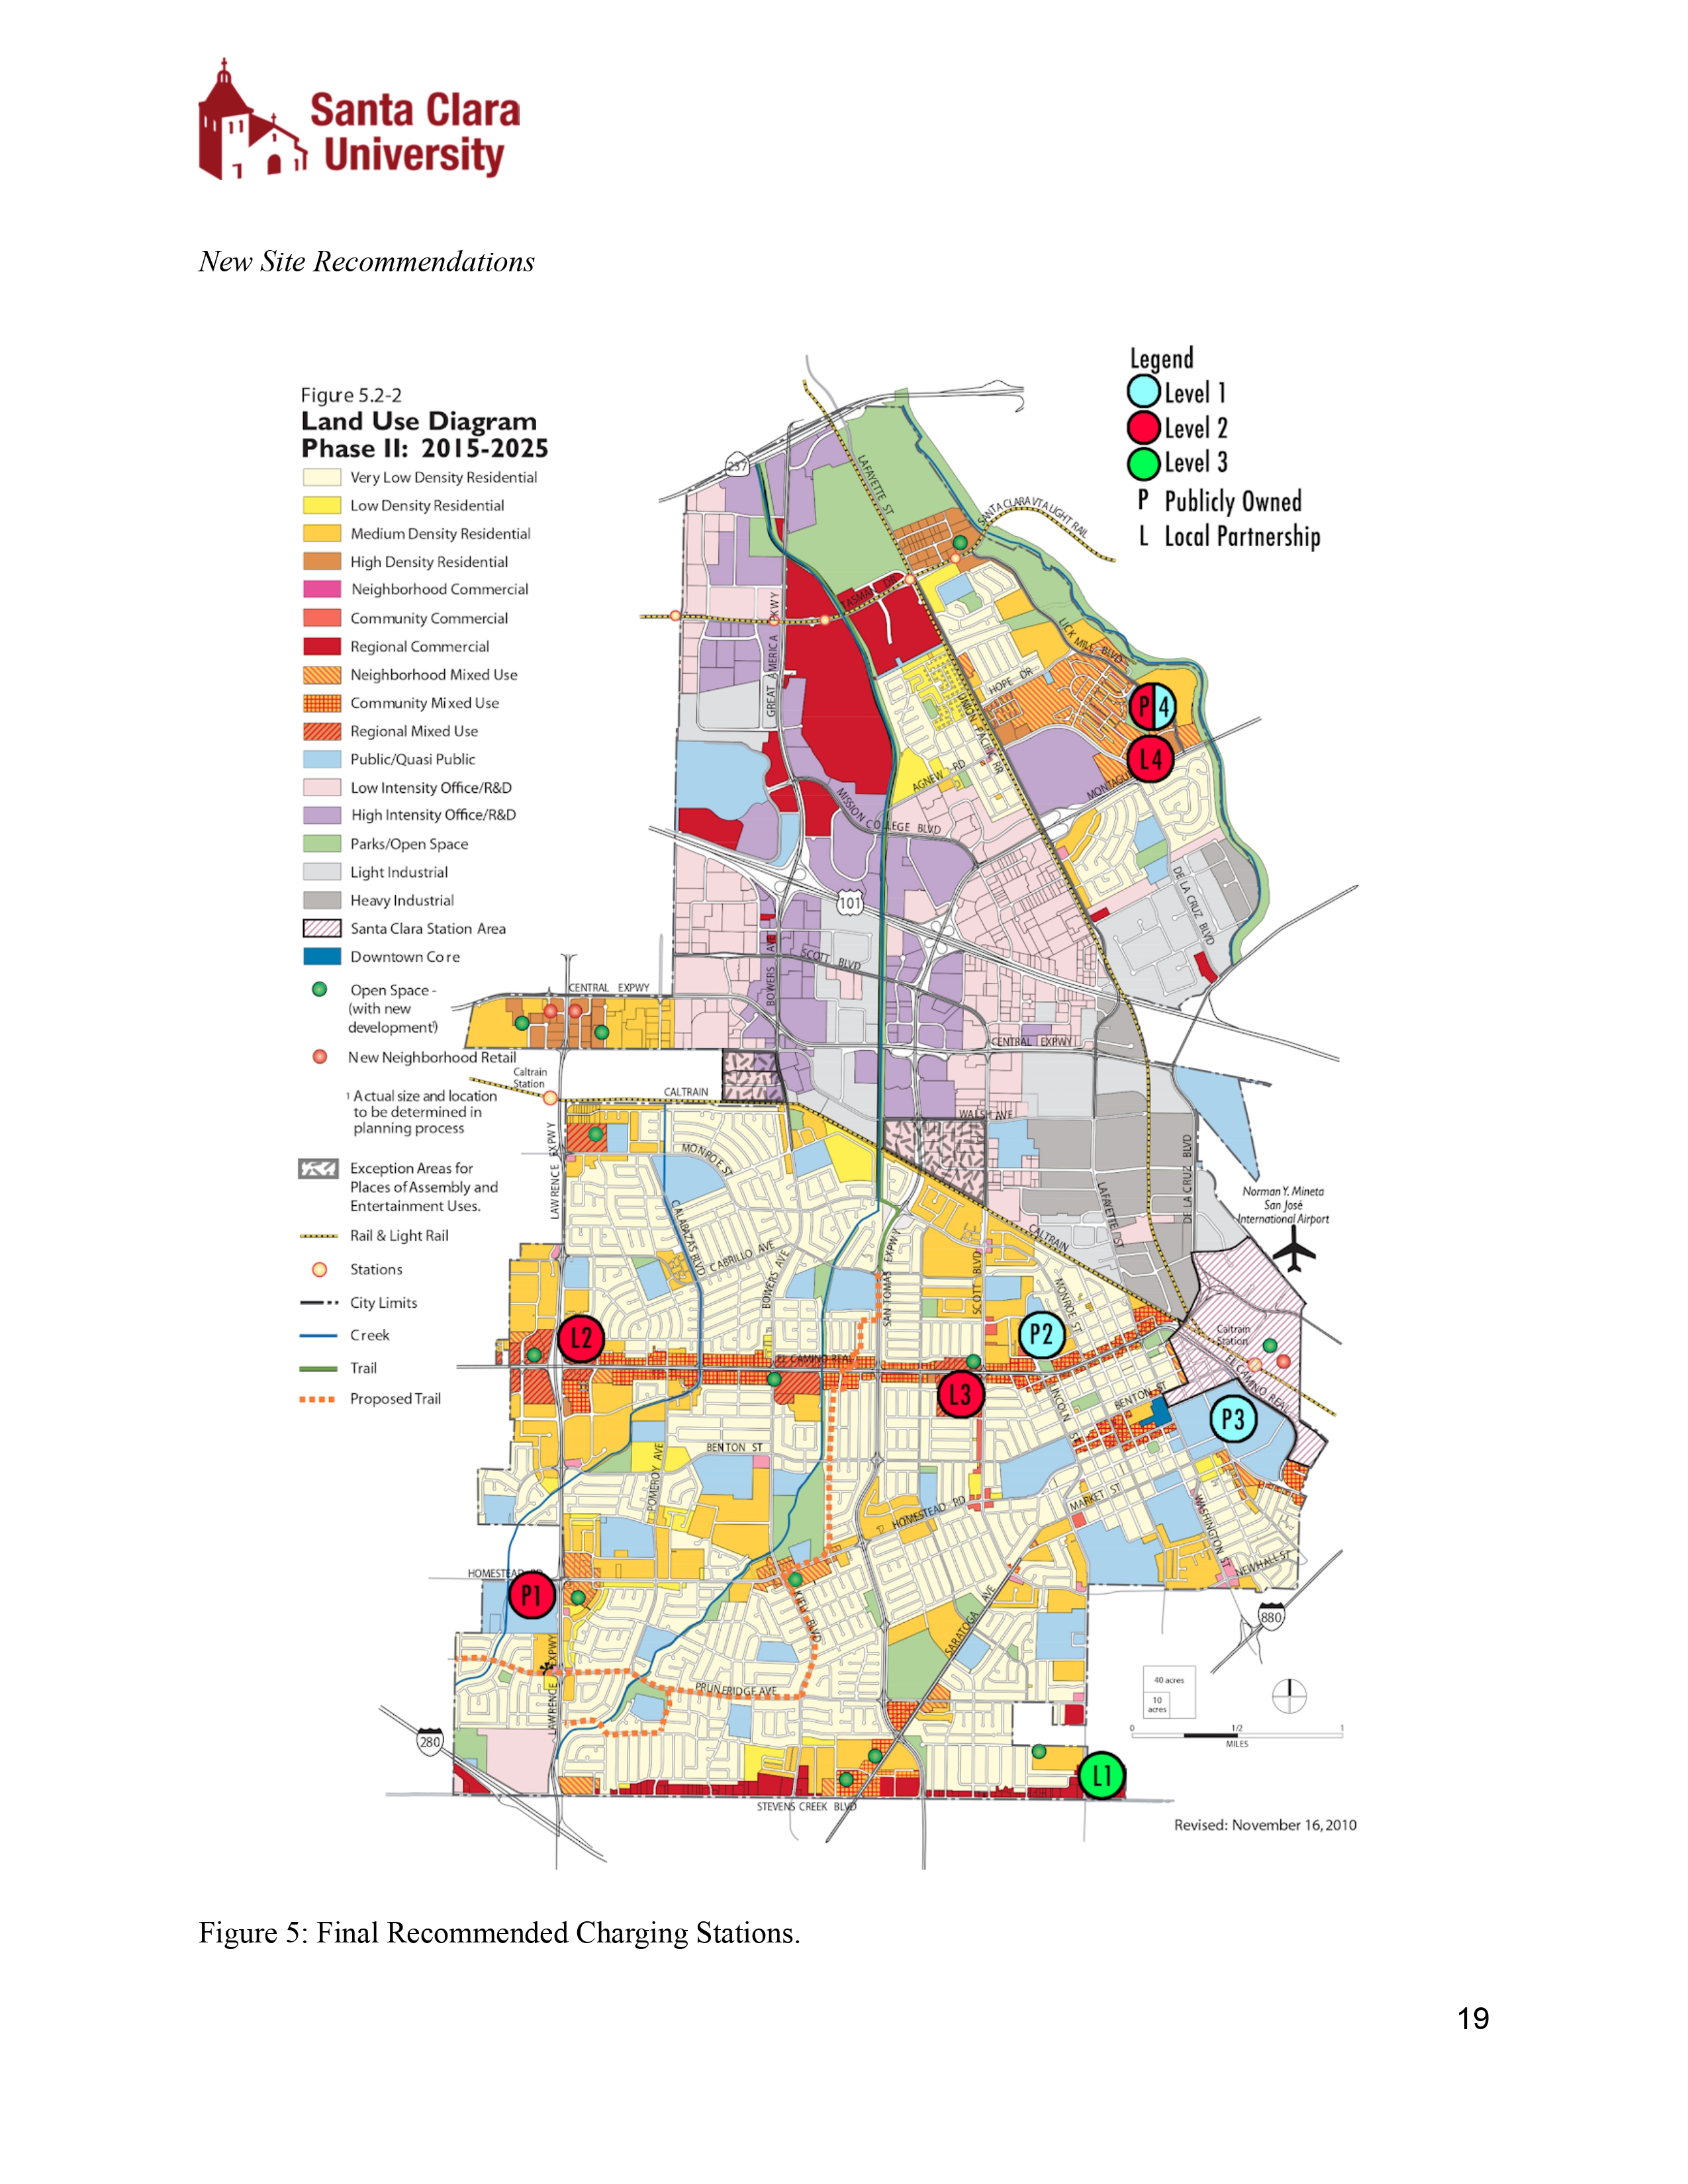 Santa Clara
University
New Site Recommendations
Figure 5.2-2
Land Use Diagram
Phase II: 2015-2025
Very Low Density Residential
Low Density Residential
Medium Density Residential
High Density Residential
Neighborhood Commercial
Community Commercial
Regional Commercial
Neighborhood Mixed Use
Community Mixed Use
Regional Mixed Use
Public/Quasi Public
Low Intensity Office/R&D
High Intensity Office/R&D
Parks/Open Space
Light Industrial
Heavy Industrial
Santa Clara Station Area
Downtown Core
Open Space -
(with new
development¹)
New Neighborhood Retail
¹ Actual size and location
to be determined in
planning process
Exception Areas for
Places of Assembly and
Entertainment Uses.
Rail & Light Rail
Stations
City Limits
Creek
Trail
Proposed Trail
Legend
Level 1
Level 2
Level 3
P Publicly Owned
L Local Partnership
237
LAFAYETTE ST
SANTA CLARA VTA LIGHT RAIL
TASMAN DR
GREAT AMERICA PKWY
LICK MILL BLVD
HOPE DR
UNION PACIFIC RR
P 4
L4
AGNEW RD
MONTAGUE
MISSION COLLEGE BLVD
101
DE LA CRUZ BLVD
SCOTT BLVD
BOWERS AVE
CENTRAL EXPWY
CENTRAL EXPWY
Caltrain
Station
CALTRAIN
WALSH AVE
LAWRENCE EXPWY
MONROE ST
CALABAZAS BLVD
CABRILLO AVE
BOWERS AVE
SAN TOMAS EXPWY
SCOTT BLVD
CALTRAIN
MONROE ST
LAFAYETTE ST
DE LA CRUZ BLVD
Norman Y. Mineta
San José
International Airport
L2
P2
EL CAMINO REAL
Caltrain
Station
EL CAMINO REAL
L3
P3
LINCOLN ST
BENTON ST
BENTON ST
POMEROY AVE
HOMESTEAD RD
MARKET ST
WASHINGTON ST
NEWHALL ST
HOMESTEAD RD
P1
KIELY BLVD
SARATOGA AVE
880
LAWRENCE EXPWY
PRUNERIDGE AVE
280
40 acres
10
acres
0 1/2 1
MILES
L1
STEVENS CREEK BLVD
Revised: November 16, 2010
Figure 5: Final Recommended Charging Stations.
19